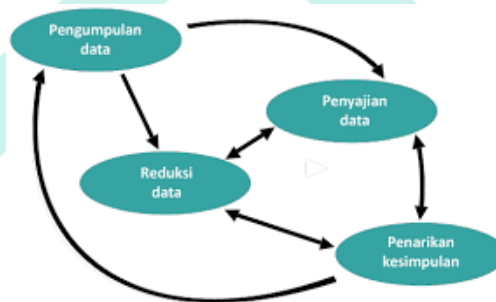 Pengumpulan
data
Penyajian
data
Reduksi
data
Penarikan
kesimpulan